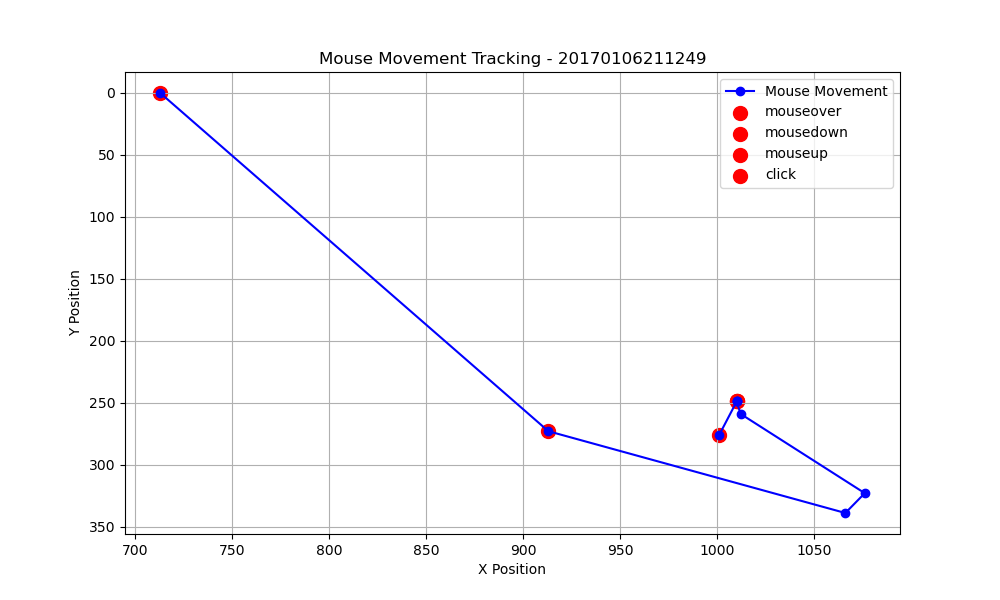 Mouse Movement Tracking - 20170106211249
Mouse Movement
mouseover
mousedown
mouseup
click
0
50
100
150
200
250
300
350
Y Position
700 750 800 850 900 950 1000 1050
X Position